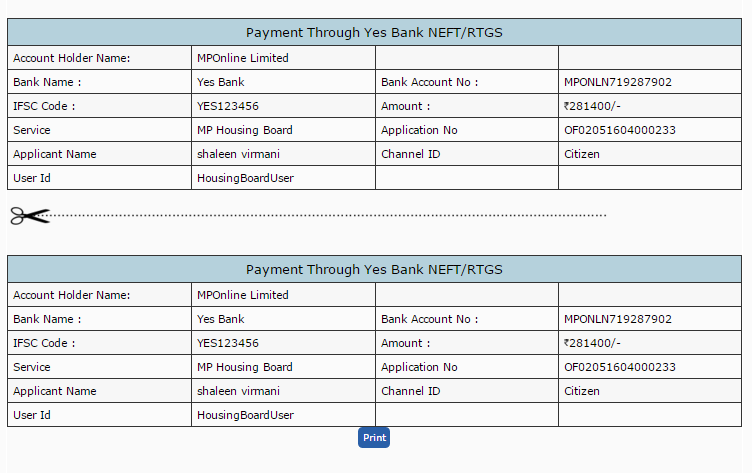 Payment Through Yes Bank NEFT/RTGS
Account Holder Name: MPOnline Limited
Bank Name : Yes Bank Bank Account No : MPONLN719287902
IFSC Code : YES123456 Amount : ₹281400/-
Service MP Housing Board Application No OF02051604000233
Applicant Name shaleen virmani Channel ID Citizen
User Id HousingBoardUser
Payment Through Yes Bank NEFT/RTGS
Account Holder Name: MPOnline Limited
Bank Name : Yes Bank Bank Account No : MPONLN719287902
IFSC Code : YES123456 Amount : ₹281400/-
Service MP Housing Board Application No OF02051604000233
Applicant Name shaleen virmani Channel ID Citizen
User Id HousingBoardUser
Print